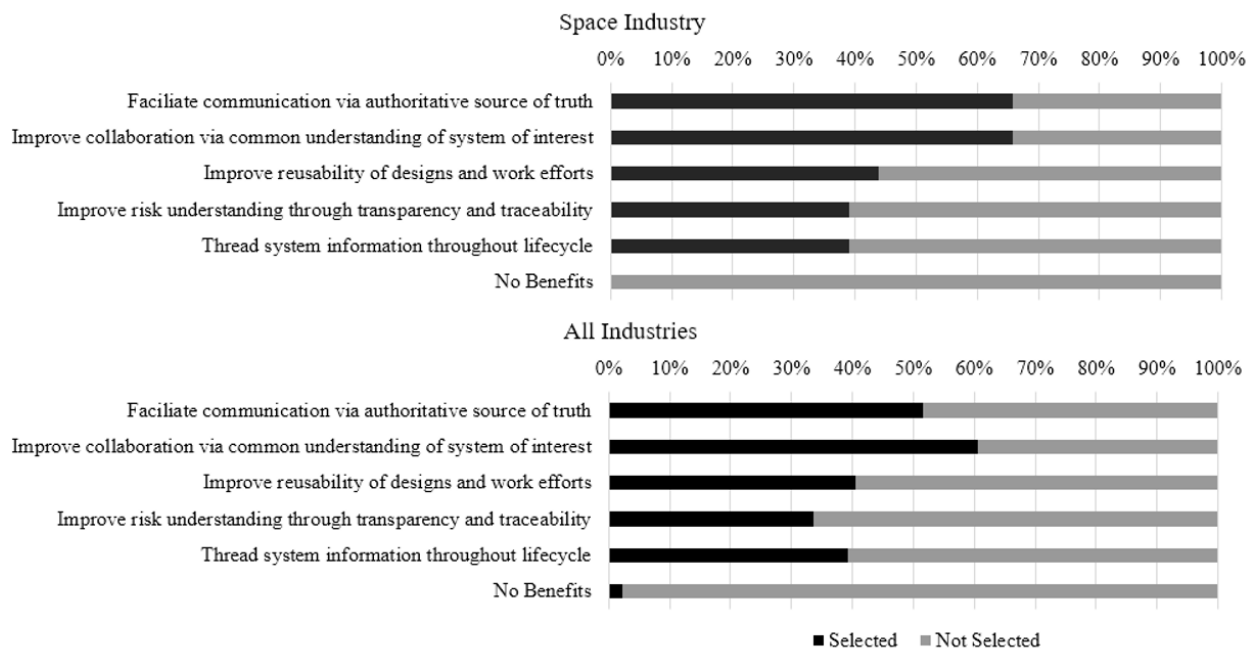 Space Industry
0% 10% 20% 30% 40% 50% 60% 70% 80% 90% 100%
Faciliate communication via authoritative source of truth
Improve collaboration via common understanding of system of interest
Improve reusability of designs and work efforts
Improve risk understanding through transparency and traceability
Thread system information throughout lifecycle
No Benefits
All Industries
0% 10% 20% 30% 40% 50% 60% 70% 80% 90% 100%
Faciliate communication via authoritative source of truth
Improve collaboration via common understanding of system of interest
Improve reusability of designs and work efforts
Improve risk understanding through transparency and traceability
Thread system information throughout lifecycle
No Benefits
Selected Not Selected